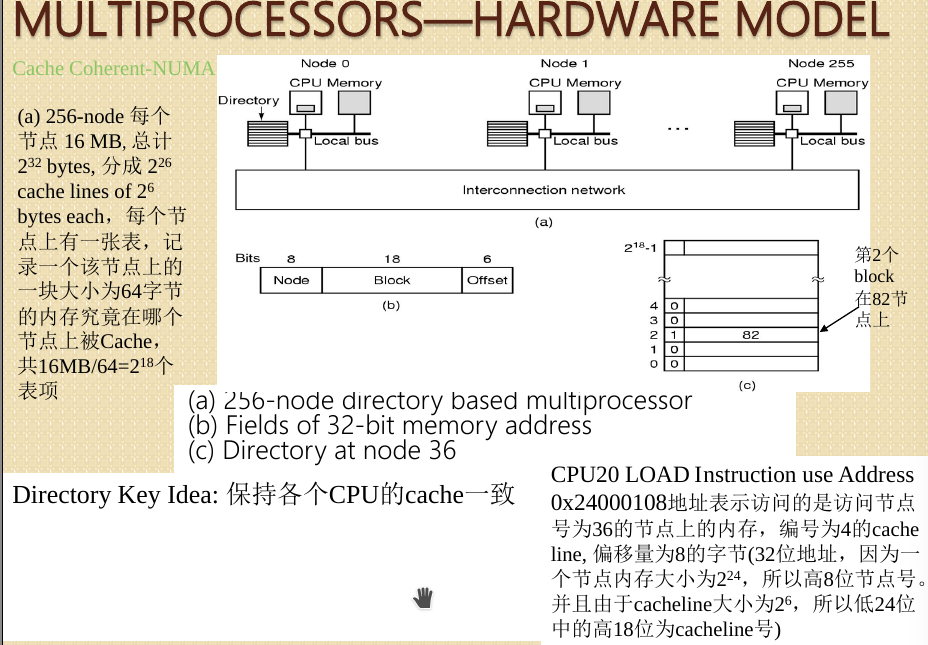 MULTIPROCESSORS—HARDWARE MODEL
Cache Coherent-NUMA
(a) 256-node 每个
节点 16 MB, 总计
2³² bytes, 分成 2²⁶
cache lines of 2⁶
bytes each，每个节
点上有一张表，记
录一个该节点上的
一块大小为64字节
的内存究竟在哪个
节点上被Cache，
共16MB/64=2¹⁸个
表项
Node 0 Node 1 Node 255
CPU Memory CPU Memory CPU Memory
Directory
Local bus Local bus Local bus
...
Interconnection network
(a)
Bits 8 18 6
Node Block Offset
(b)
2¹⁸-1
4 0
3 0
2 1 82
1 0
0 0
(c)
第2个
block
在82节
点上
(a) 256-node directory based multiprocessor
(b) Fields of 32-bit memory address
(c) Directory at node 36
Directory Key Idea: 保持各个CPU的cache一致
CPU20 LOAD Instruction use Address
0x24000108地址表示访问的是访问节点
号为36的节点上的内存，编号为4的cache
line, 偏移量为8的字节(32位地址，因为一
个节点内存大小为2²⁴，所以高8位节点号。
并且由于cacheline大小为2⁶，所以低24位
中的高18位为cacheline号)